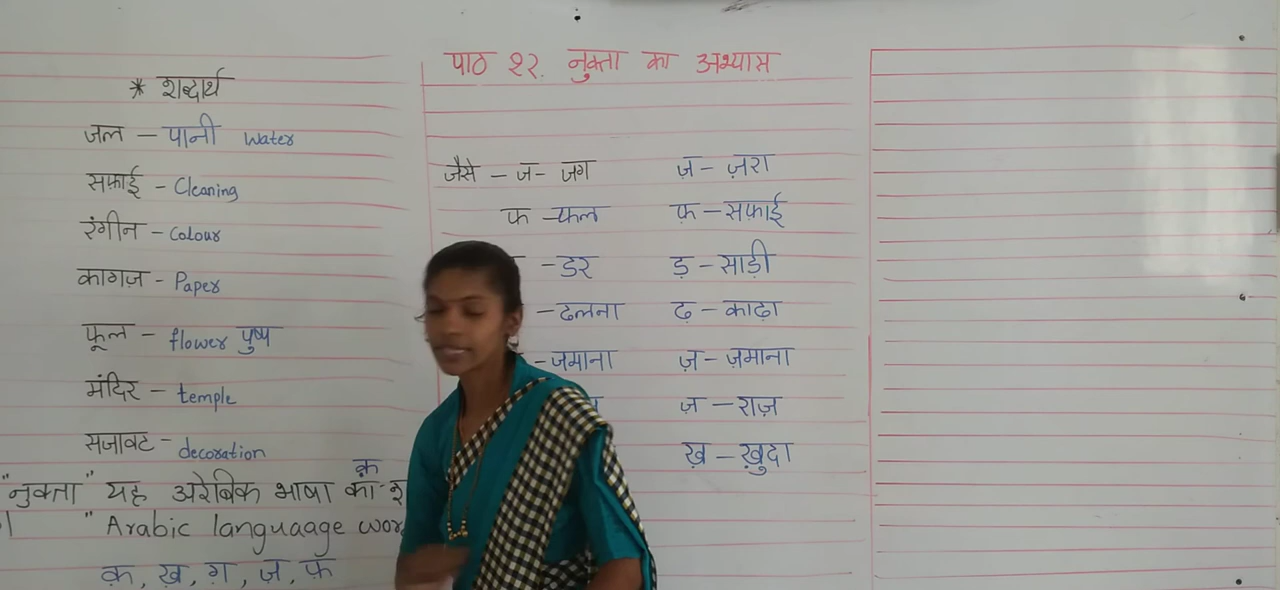 * शब्दार्थ
जल - पानी water
सफ़ाई - Cleaning
रंगीन - Colour
कागज़ - Paper
फूल - flower पुष्प
मंदिर - temple
सजावट - decoration
क़
"नुक्ता" यह अरेबिक भाषा का
" Arabic languaage
क़, ख़, ग़, ज़, फ़
पाठ १२. नुक्ता का अभ्यास
जैसे - ज - जग ज़ - ज़रा
फ - फल फ़ - सफ़ाई
- डर ड़ - साड़ी
- ढलना ढ़ - काढ़ा
- जमाना ज़ - ज़माना
ज़ - राज़
ख़ - ख़ुदा